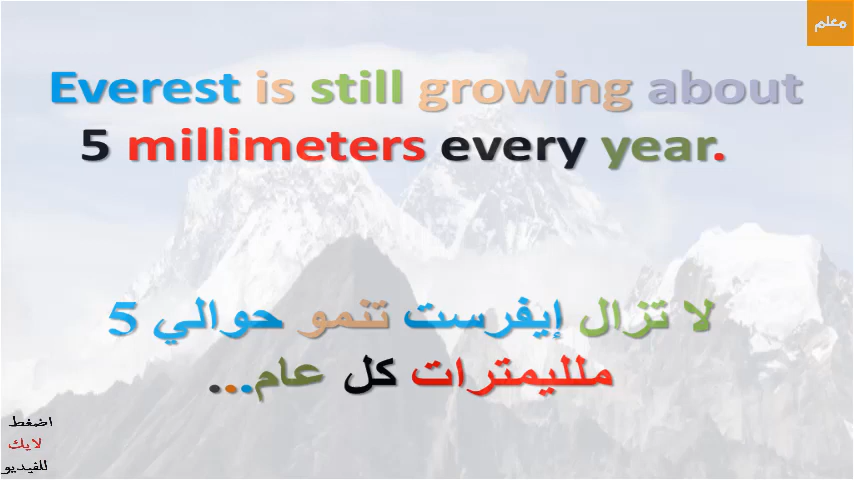 معلم
Everest is still growing about
5 millimeters every year.
لا تزال إيفرست تنمو حوالي 5
ملليمترات كل عام...
اضغط
لايك
للفيديو